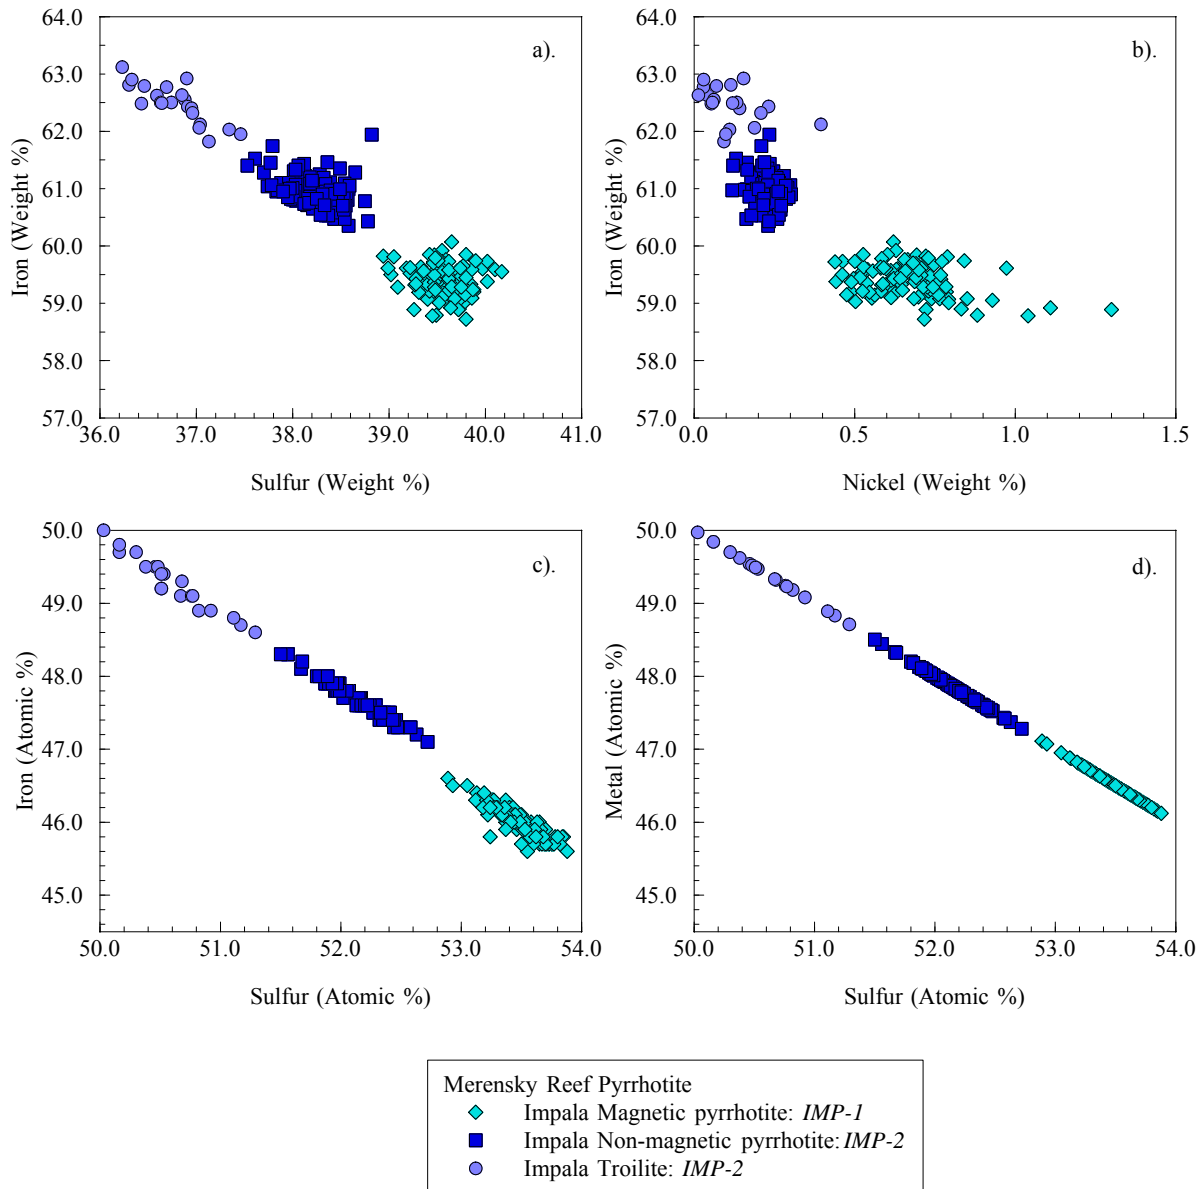 64.0
63.0
62.0
61.0
60.0
59.0
58.0
57.0
Iron (Weight %)
a).
36.0 37.0 38.0 39.0 40.0 41.0
Sulfur (Weight %)
64.0
63.0
62.0
61.0
60.0
59.0
58.0
57.0
Iron (Weight %)
b).
0.0 0.5 1.0 1.5
Nickel (Weight %)
50.0
49.0
48.0
47.0
46.0
45.0
Iron (Atomic %)
c).
50.0 51.0 52.0 53.0 54.0
Sulfur (Atomic %)
50.0
49.0
48.0
47.0
46.0
45.0
Metal (Atomic %)
d).
50.0 51.0 52.0 53.0 54.0
Sulfur (Atomic %)
Merensky Reef Pyrrhotite
Impala Magnetic pyrrhotite: IMP-1
Impala Non-magnetic pyrrhotite: IMP-2
Impala Troilite: IMP-2